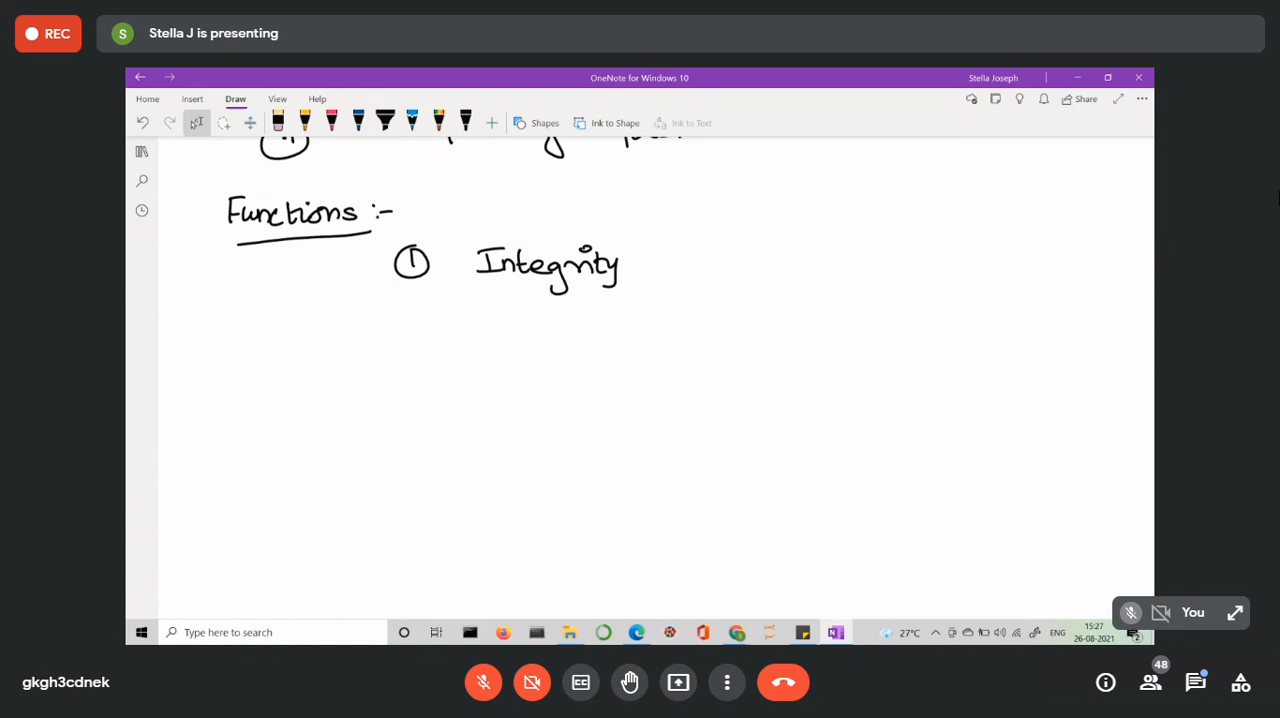 REC
S Stella J is presenting
OneNote for Windows 10
Stella Joseph
Home Insert Draw View Help
Share
Shapes Ink to Shape Ink to Text
Functions :-
① Integrity
You
Type here to search
27°C
ENG
15:27
26-08-2021
2
gkgh3cdnek
CC
48